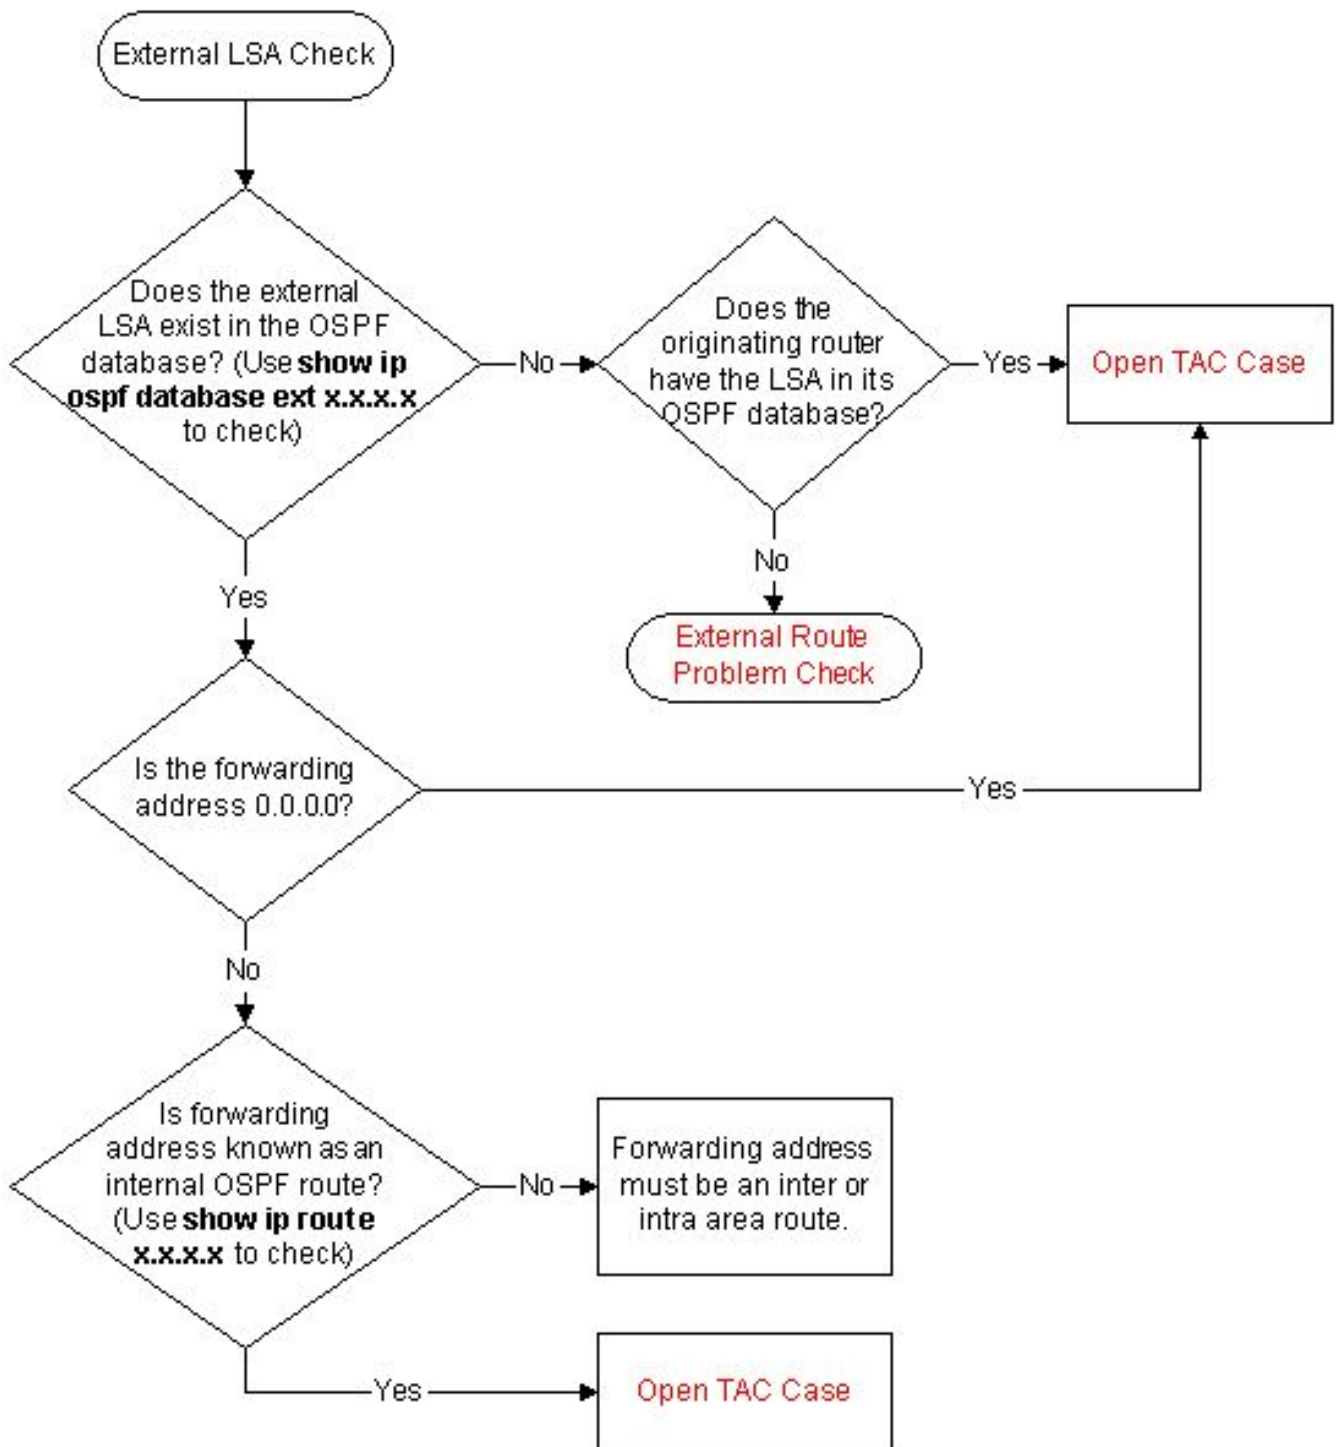 External LSA Check
Does the external
LSA exist in the OSPF
database? (Use show ip
ospf database ext x.x.x.x
to check)
No
Does the
originating router
have the LSA in its
OSPF database?
Yes
Open TAC Case
No
External Route
Problem Check
Yes
Is the forwarding
address 0.0.0.0?
Yes
No
Is forwarding
address known as an
internal OSPF route?
(Use show ip route
x.x.x.x to check)
No
Forwarding address
must be an inter or
intra area route.
Yes
Open TAC Case